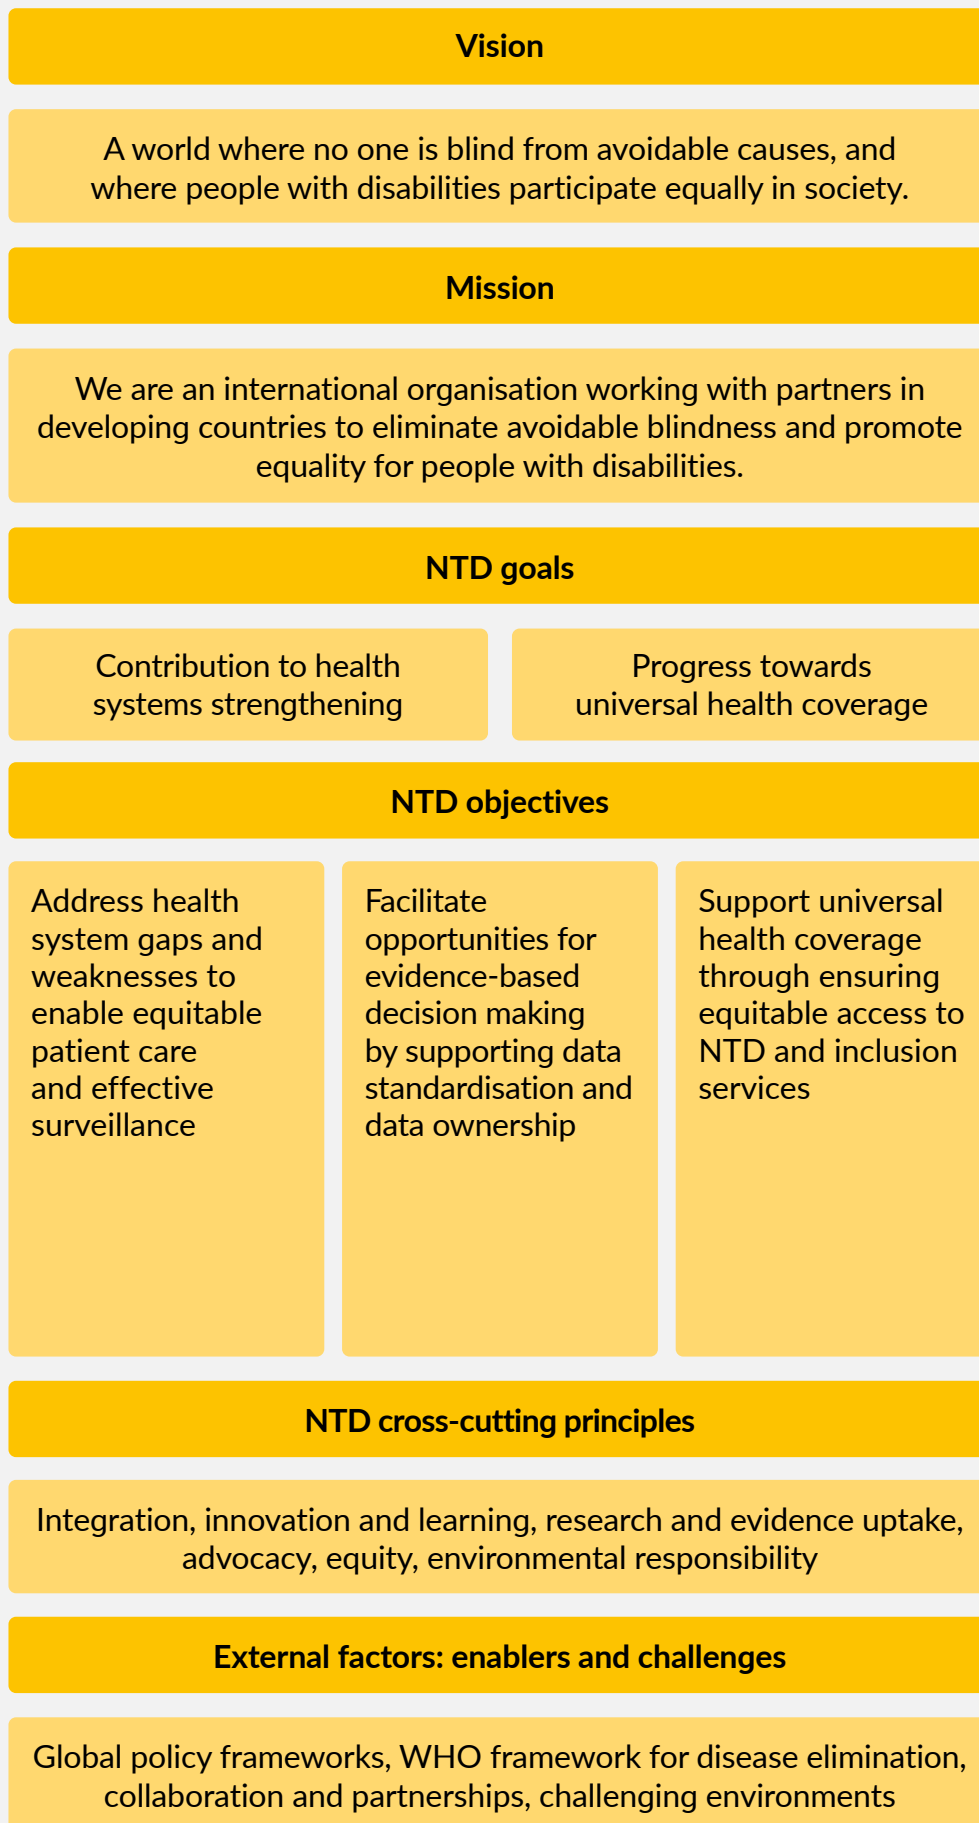 Vision
A world where no one is blind from avoidable causes, and
where people with disabilities participate equally in society.
Mission
We are an international organisation working with partners in
developing countries to eliminate avoidable blindness and promote
equality for people with disabilities.
NTD goals
Contribution to health
systems strengthening
Progress towards
universal health coverage
NTD objectives
Address health
system gaps and
weaknesses to
enable equitable
patient care
and effective
surveillance
Facilitate
opportunities for
evidence-based
decision making
by supporting data
standardisation and
data ownership
Support universal
health coverage
through ensuring
equitable access to
NTD and inclusion
services
NTD cross-cutting principles
Integration, innovation and learning, research and evidence uptake,
advocacy, equity, environmental responsibility
External factors: enablers and challenges
Global policy frameworks, WHO framework for disease elimination,
collaboration and partnerships, challenging environments